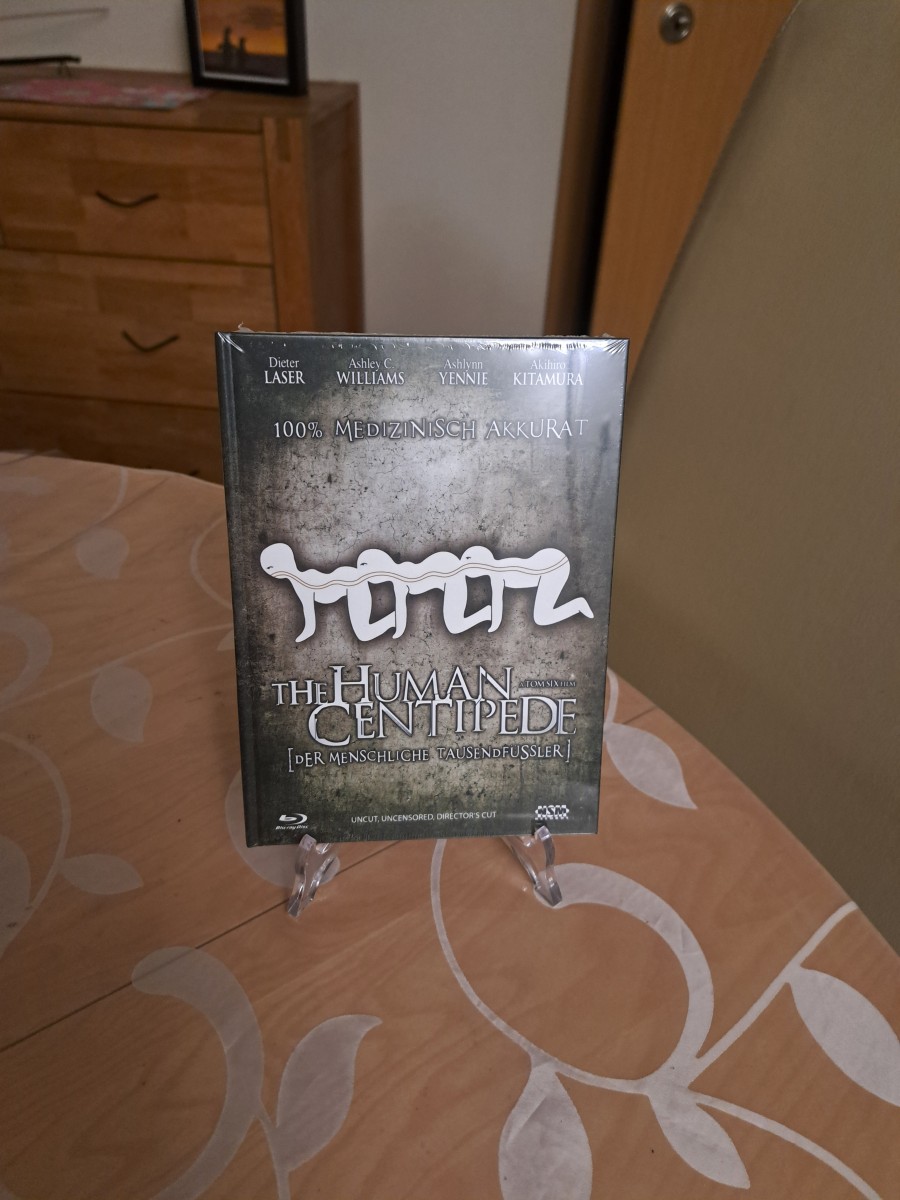 Dieter LASER
Ashley C. WILLIAMS
Ashlynn YENNIE
Akihiro KITAMURA
100% MEDIZINISCH AKKURAT
THE HUMAN
A TOM SIX FILM
CENTIPEDE
[DER MENSCHLICHE TAUSENDFUSSLER]
Blu-ray Disc
UNCUT, UNCENSORED, DIRECTOR'S CUT
NSM